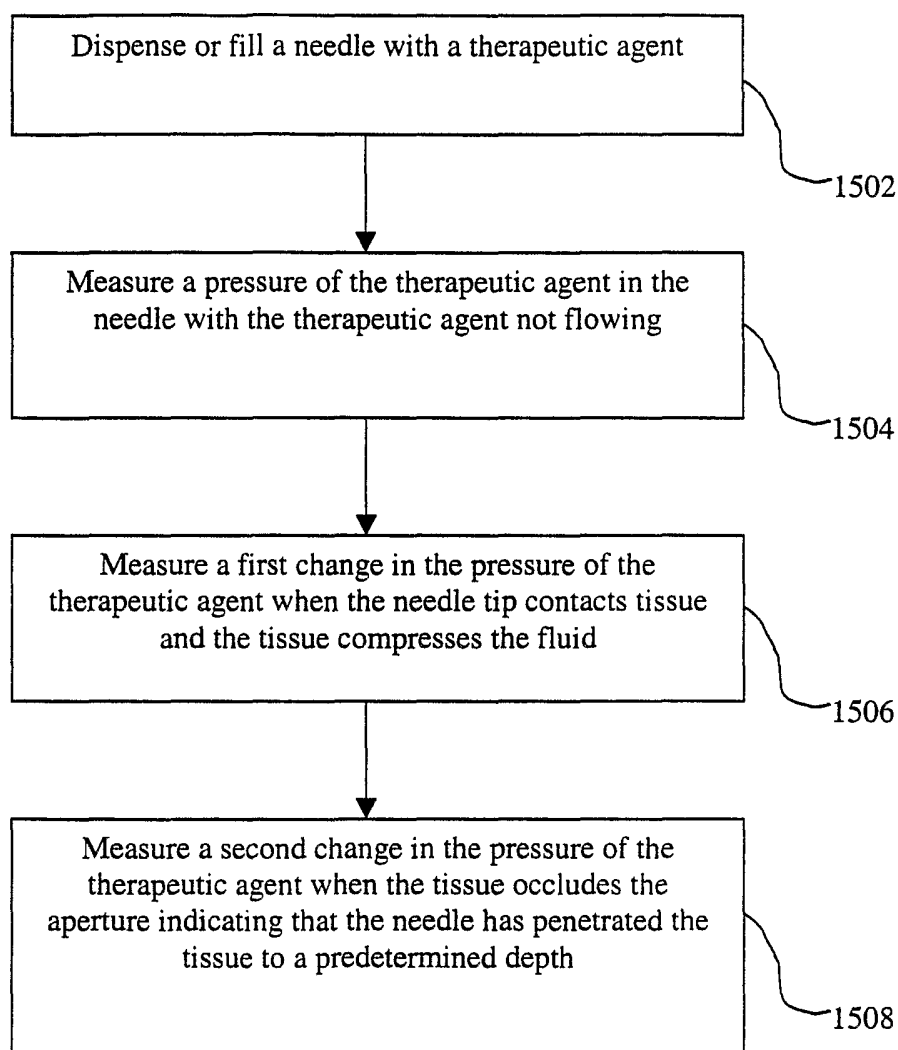 Dispense or fill a needle with a therapeutic agent
1502
Measure a pressure of the therapeutic agent in the
needle with the therapeutic agent not flowing
1504
Measure a first change in the pressure of the
therapeutic agent when the needle tip contacts tissue
and the tissue compresses the fluid
1506
Measure a second change in the pressure of the
therapeutic agent when the tissue occludes the
aperture indicating that the needle has penetrated the
tissue to a predetermined depth
1508